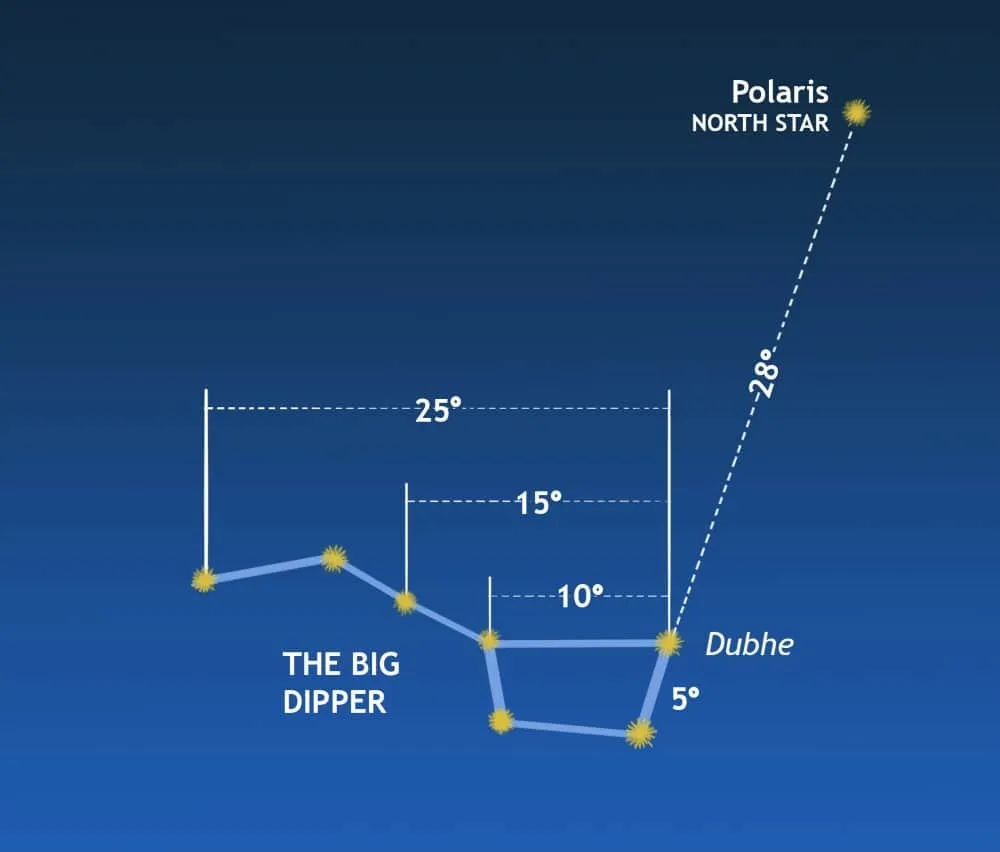 Polaris
NORTH STAR
28°
25°
15°
10°
Dubhe
THE BIG
DIPPER
5°